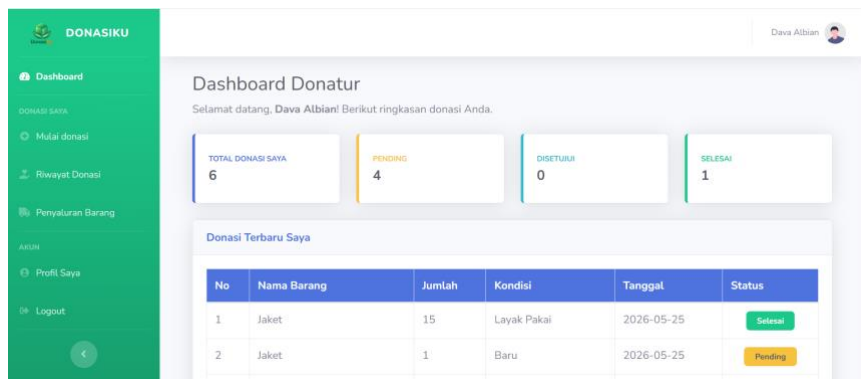 DONASIKU
Dava Albian
Dashboard
DONASI SAYA
Mulai donasi
Riwayat Donasi
Penyaluran Barang
AKUN
Profil Saya
Logout
Dashboard Donatur
Selamat datang, Dava Albian! Berikut ringkasan donasi Anda.
TOTAL DONASI SAYA
6
PENDING
4
DISETUJUI
0
SELESAI
1
Donasi Terbaru Saya
No Nama Barang Jumlah Kondisi Tanggal Status
1 Jaket 15 Layak Pakai 2026-05-25 Selesai
2 Jaket 1 Baru 2026-05-25 Pending